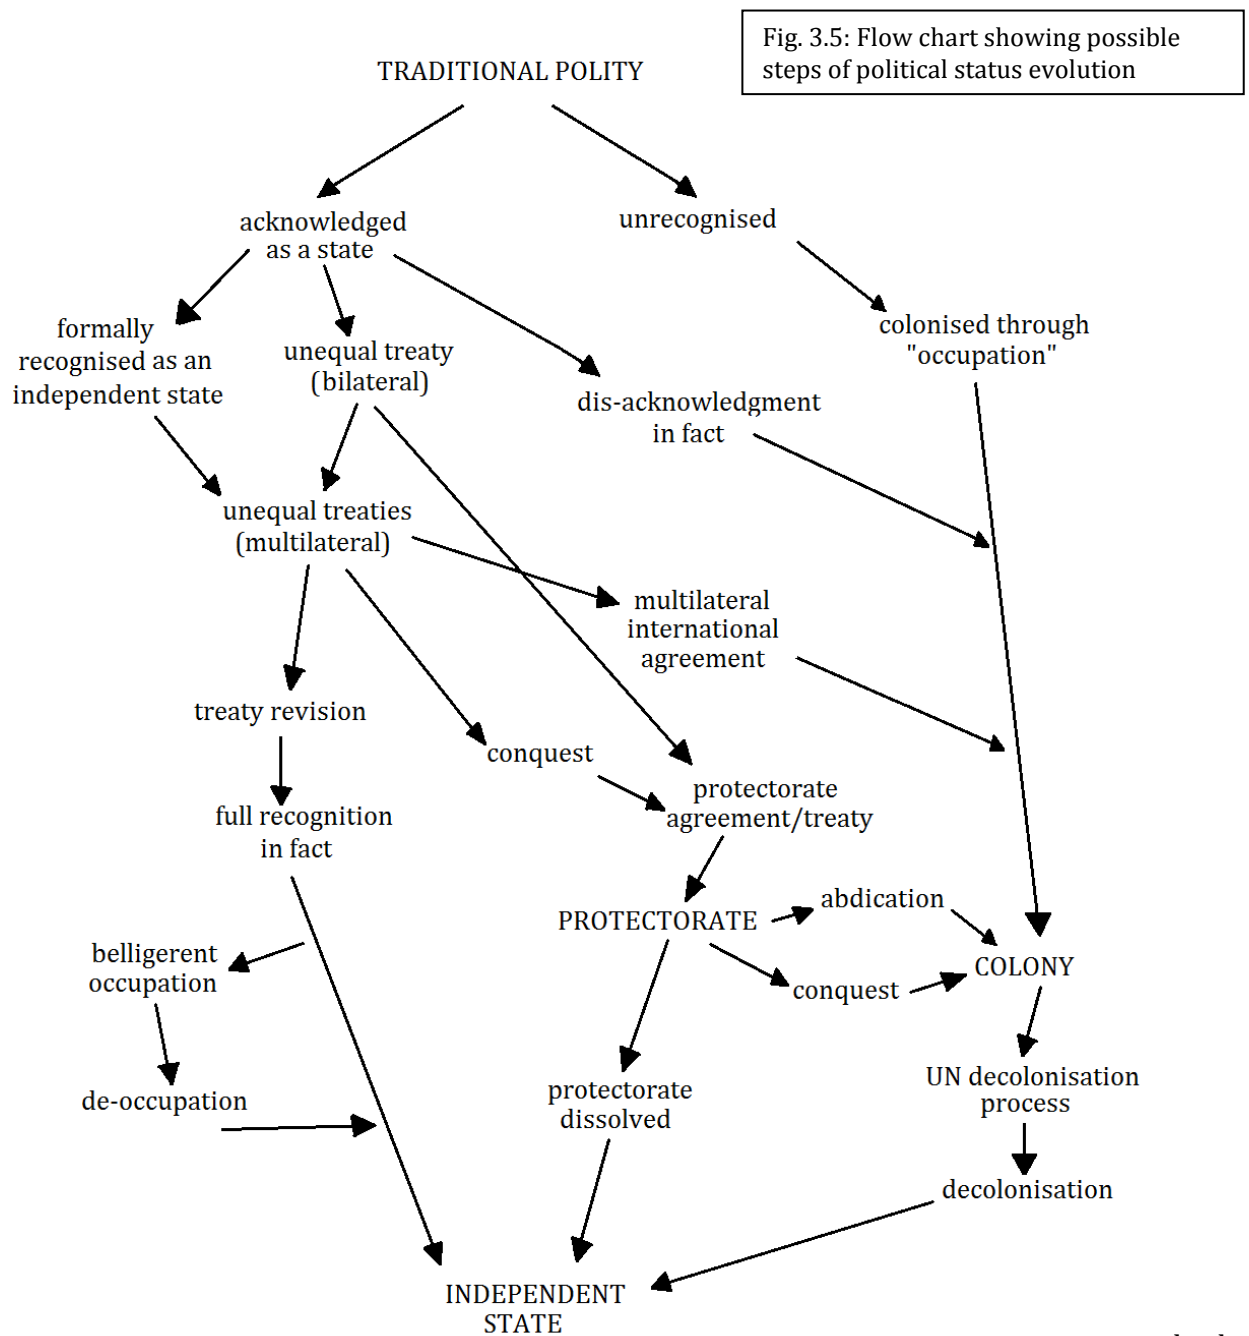 Fig. 3.5: Flow chart showing possible
steps of political status evolution
TRADITIONAL POLITY
acknowledged
as a state
unrecognised
formally
recognised as an
independent state
unequal treaty
(bilateral)
dis-acknowledgment
in fact
colonised through
"occupation"
unequal treaties
(multilateral)
multilateral
international
agreement
treaty revision
conquest
protectorate
agreement/treaty
full recognition
in fact
PROTECTORATE
abdication
conquest
COLONY
belligerent
occupation
de-occupation
protectorate
dissolved
UN decolonisation
process
decolonisation
INDEPENDENT
STATE